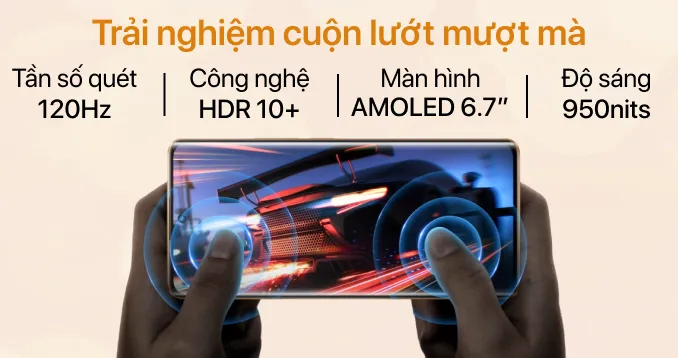 Trải nghiệm cuộn lướt mượt mà
Tần số quét
120Hz
Công nghệ
HDR 10+
Màn hình
AMOLED 6.7″
Độ sáng
950nits